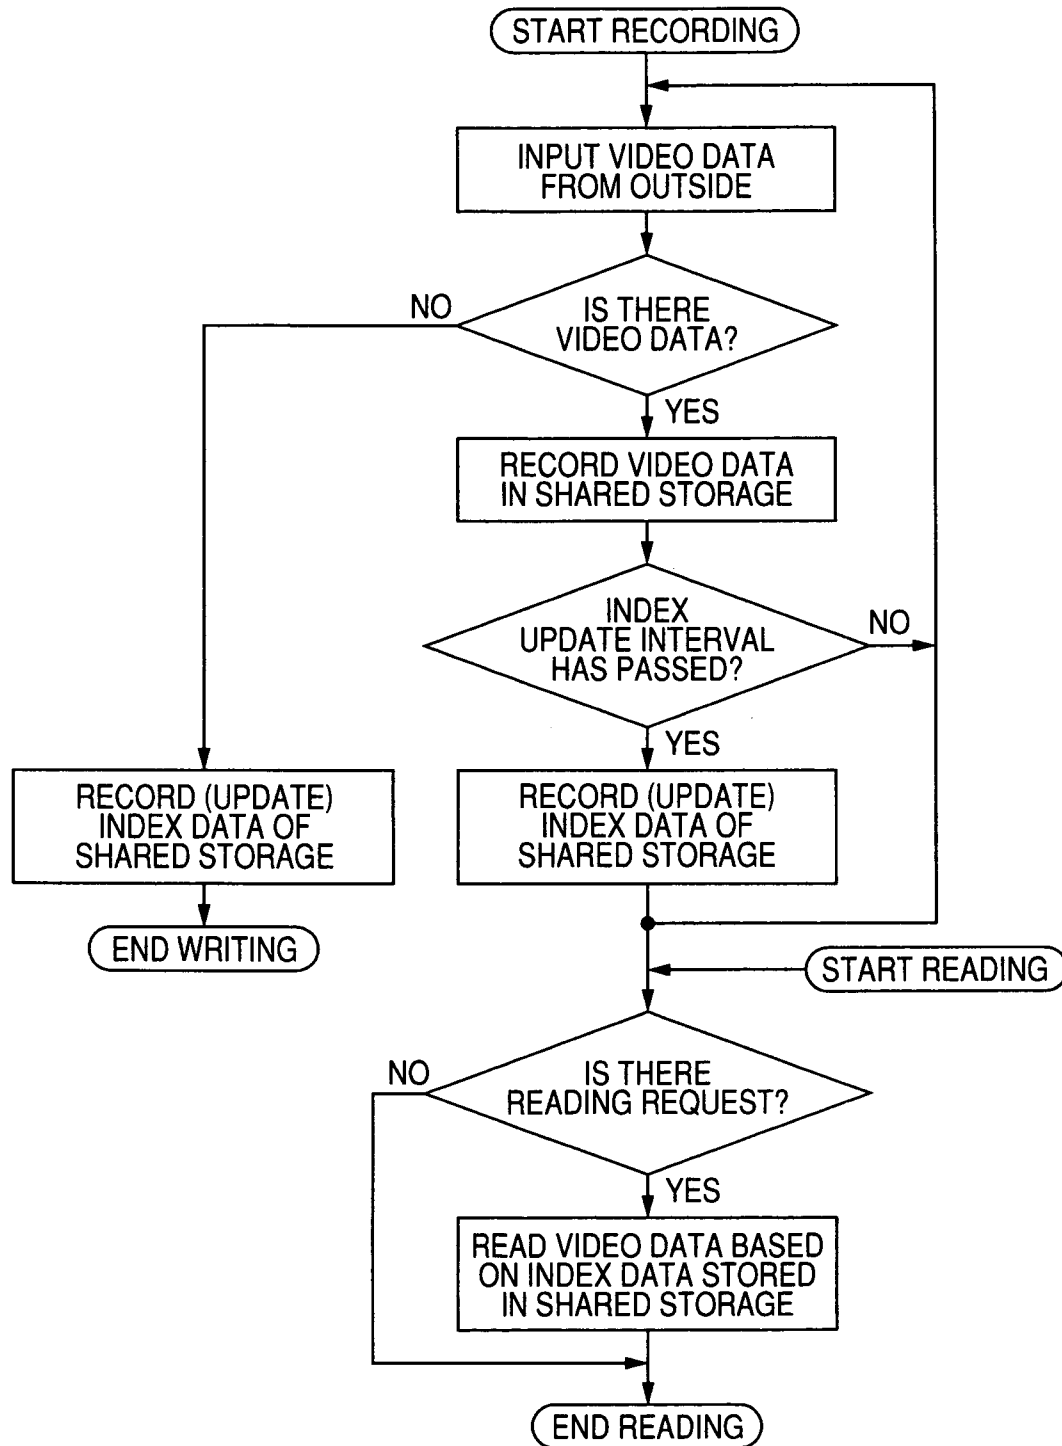 START RECORDING
INPUT VIDEO DATA
FROM OUTSIDE
NO
IS THERE
VIDEO DATA?
YES
RECORD VIDEO DATA
IN SHARED STORAGE
INDEX
UPDATE INTERVAL
HAS PASSED?
NO
YES
RECORD (UPDATE)
INDEX DATA OF
SHARED STORAGE
RECORD (UPDATE)
INDEX DATA OF
SHARED STORAGE
END WRITING
START READING
NO
IS THERE
READING REQUEST?
YES
READ VIDEO DATA BASED
ON INDEX DATA STORED
IN SHARED STORAGE
END READING